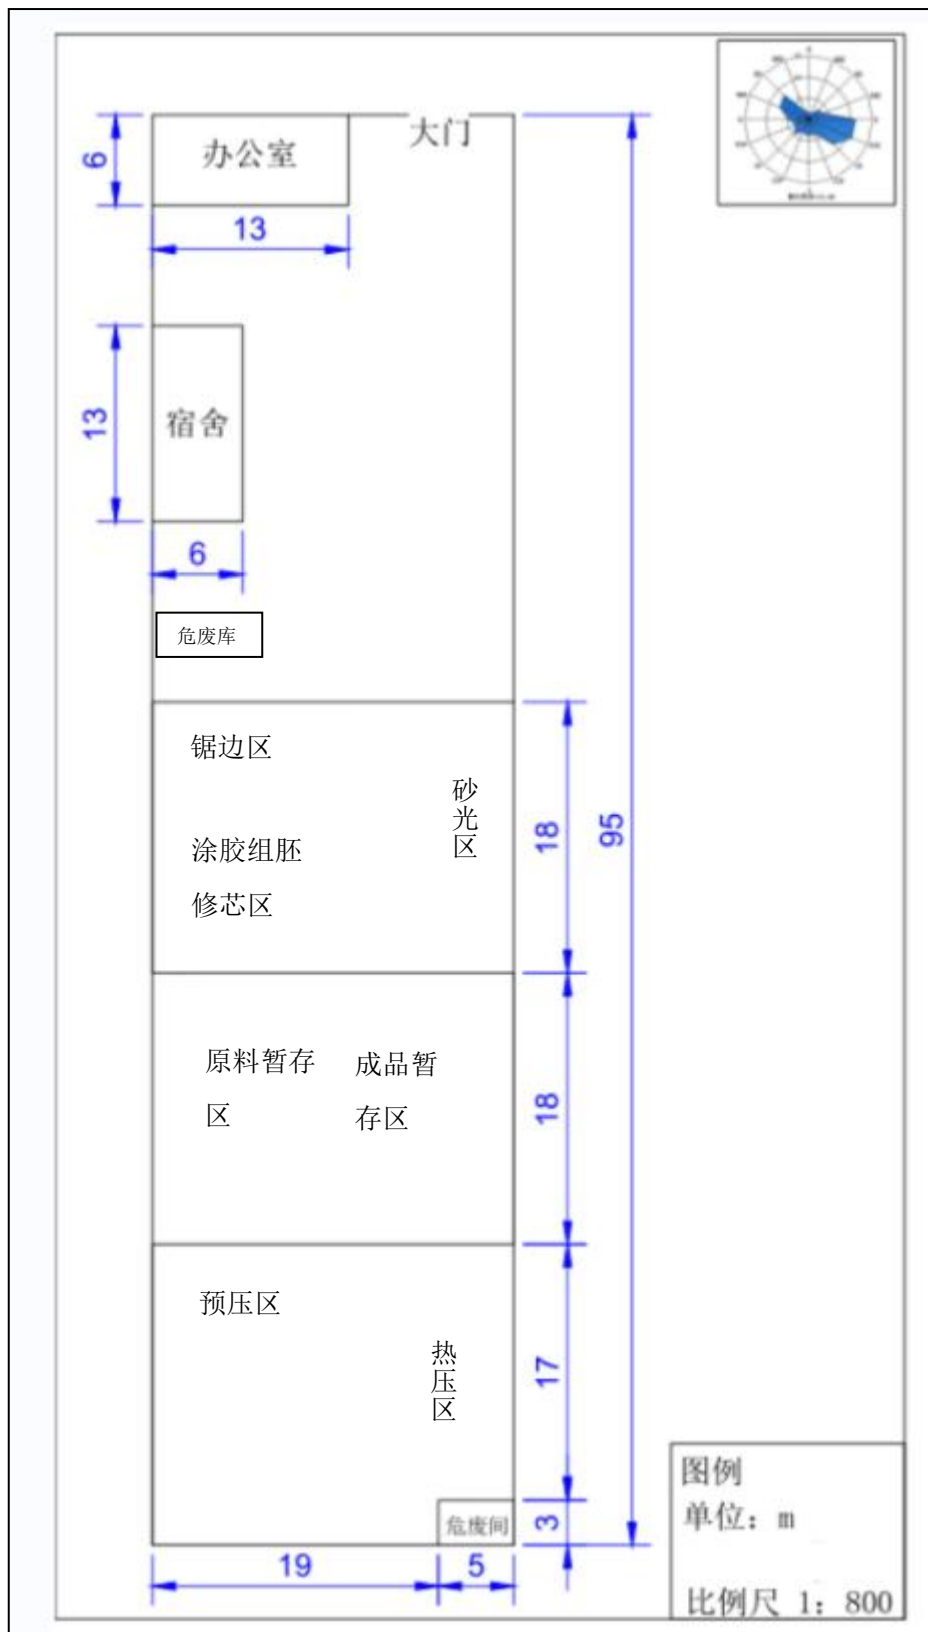 大门
办公室
6
13
宿舍
13
6
危废库
锯边区
砂光区
涂胶组胚
修芯区
18
95
原料暂存
区
成品暂
存区
18
预压区
热压区
17
危废间
3
19
5
图例
单位：m
比例尺 1：800